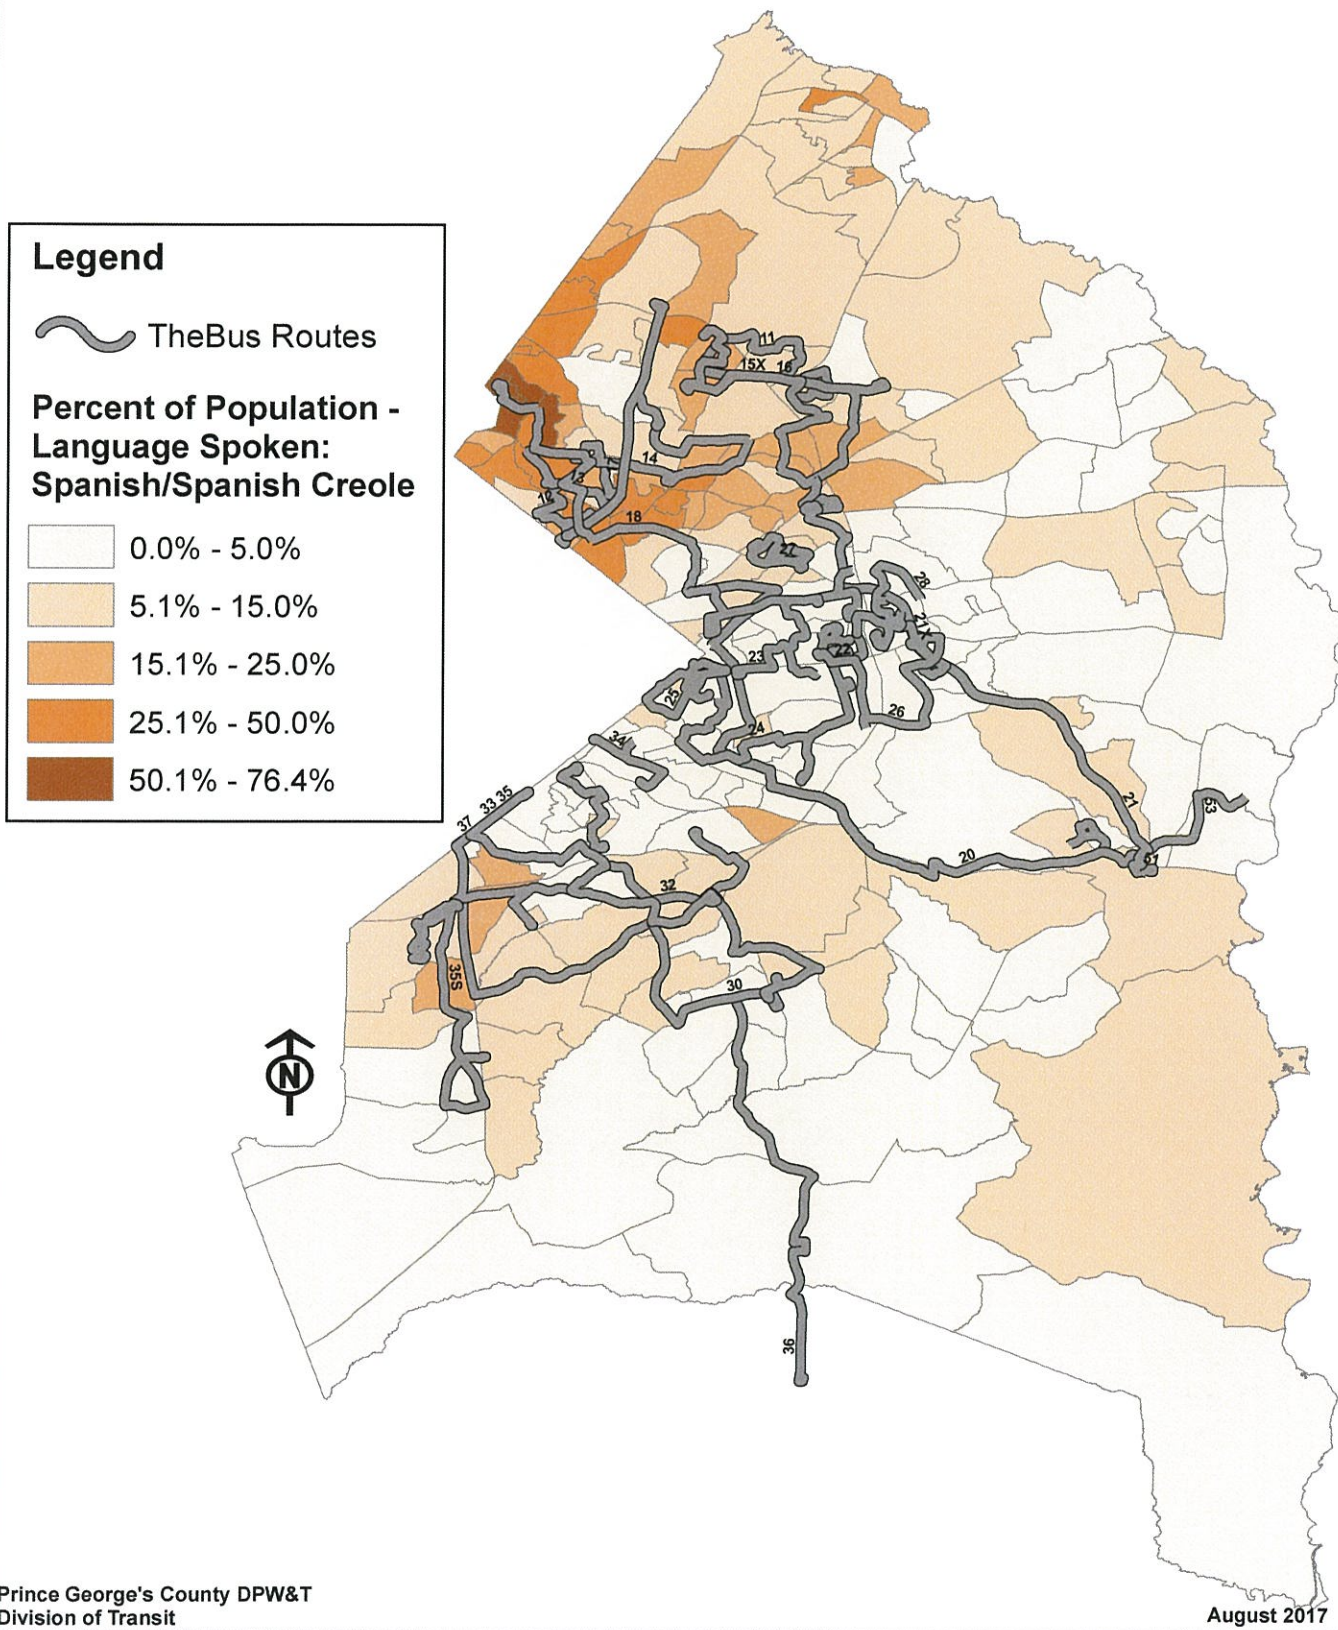 Legend
TheBus Routes
Percent of Population -
Language Spoken:
Spanish/Spanish Creole
0.0% - 5.0%
5.1% - 15.0%
15.1% - 25.0%
25.1% - 50.0%
50.1% - 76.4%
11
15X 16
14
13
12
18
27
28
21X
22
23
25
26
24
34
33 35
37
21
53
51
20
32
35S
30
36
N
Prince George's County DPW&T
Division of Transit
August 2017